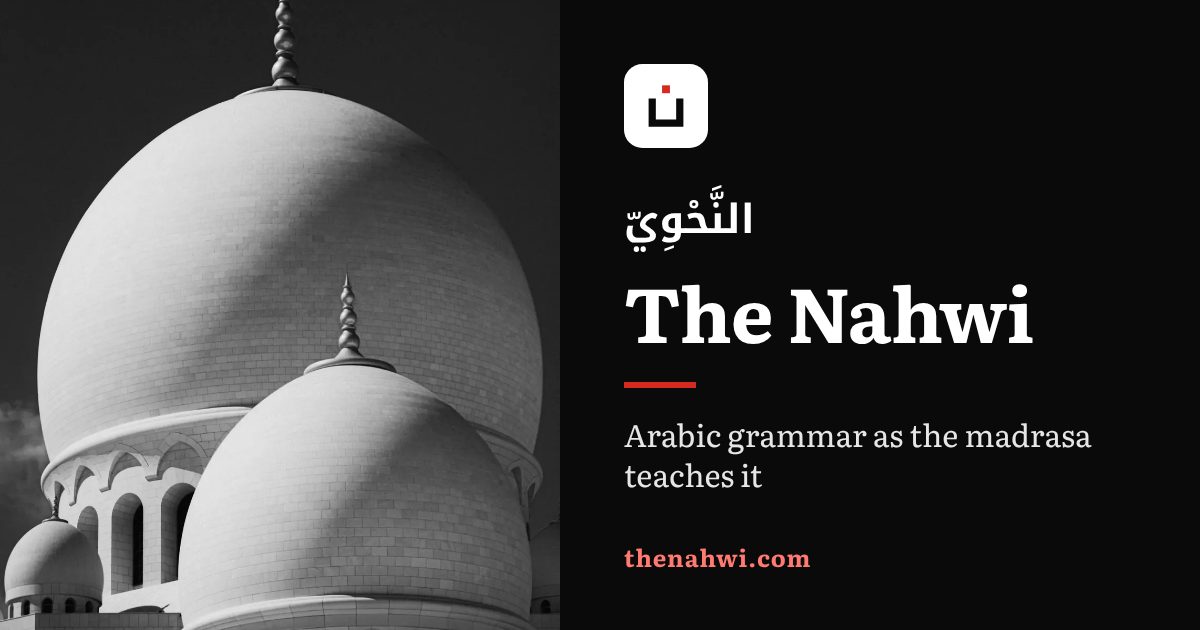 ن
النَّحْوِيّ
The Nahwi
Arabic grammar as the madrasa
teaches it
thenahwi.com